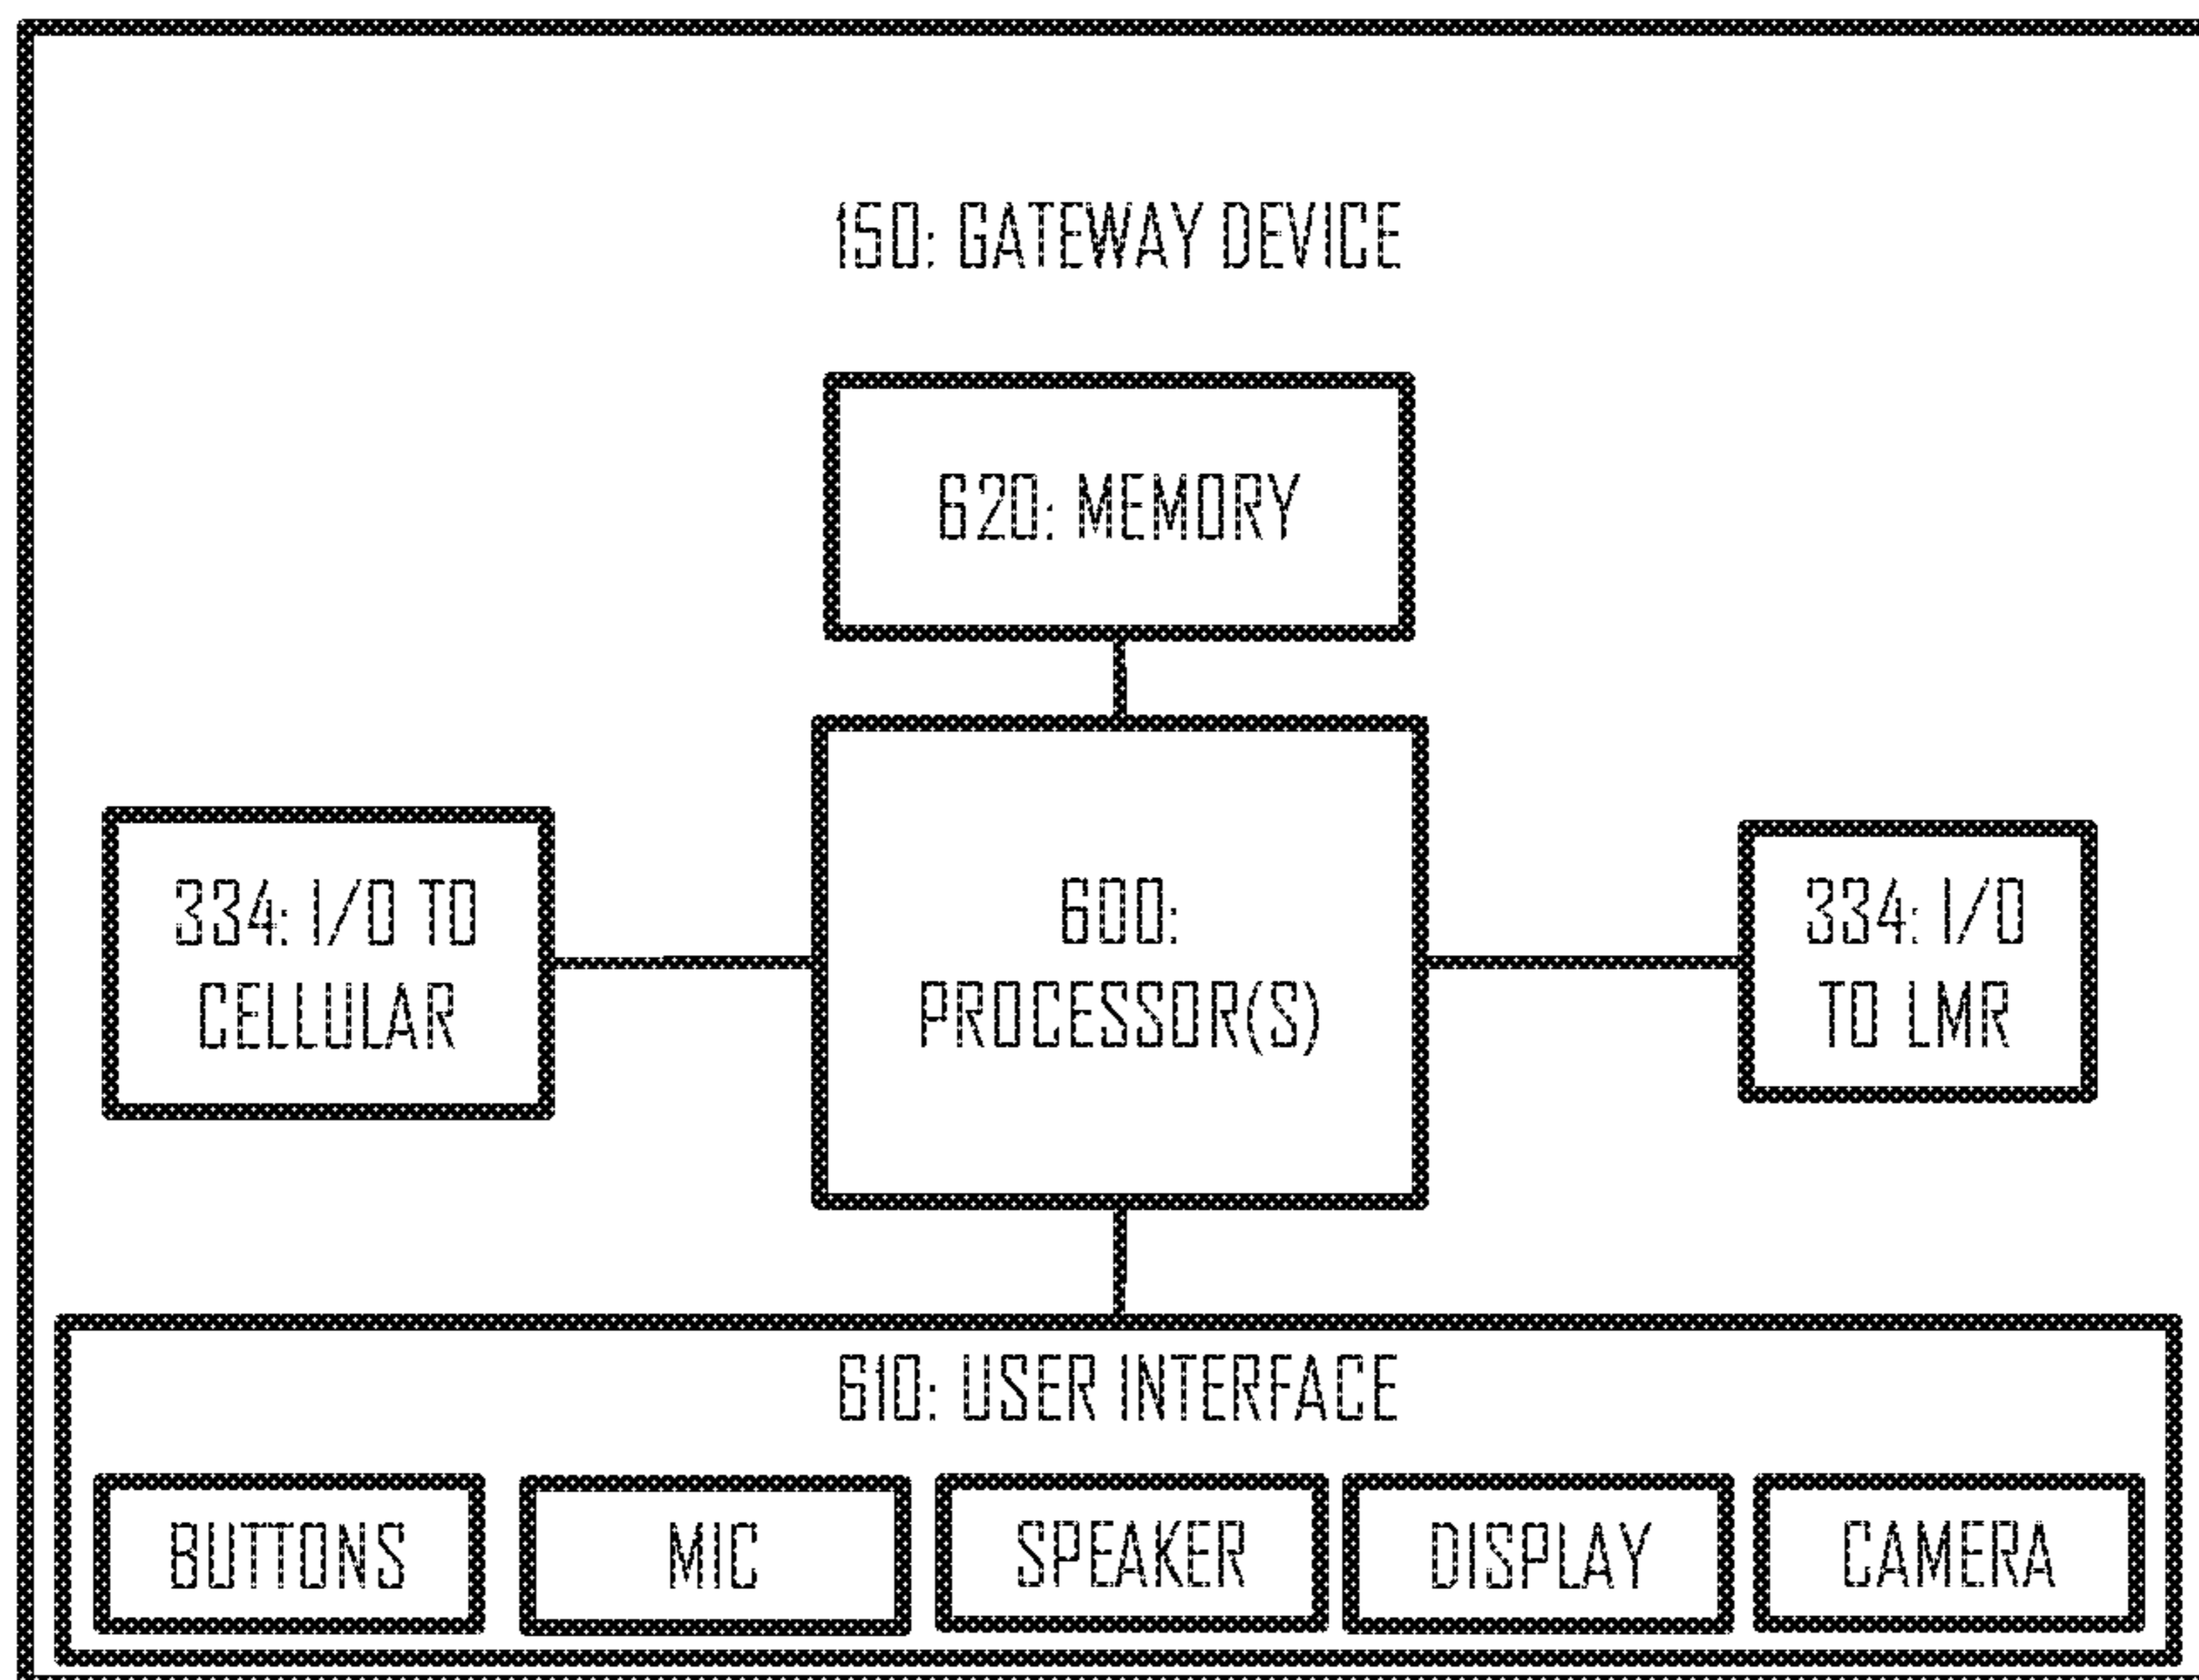 150: GATEWAY DEVICE
620: MEMORY
334: I/O TO
CELLULAR
600:
PROCESSOR(S)
334: I/O
TO LMR
610: USER INTERFACE
BUTTONS
MIC
SPEAKER
DISPLAY
CAMERA